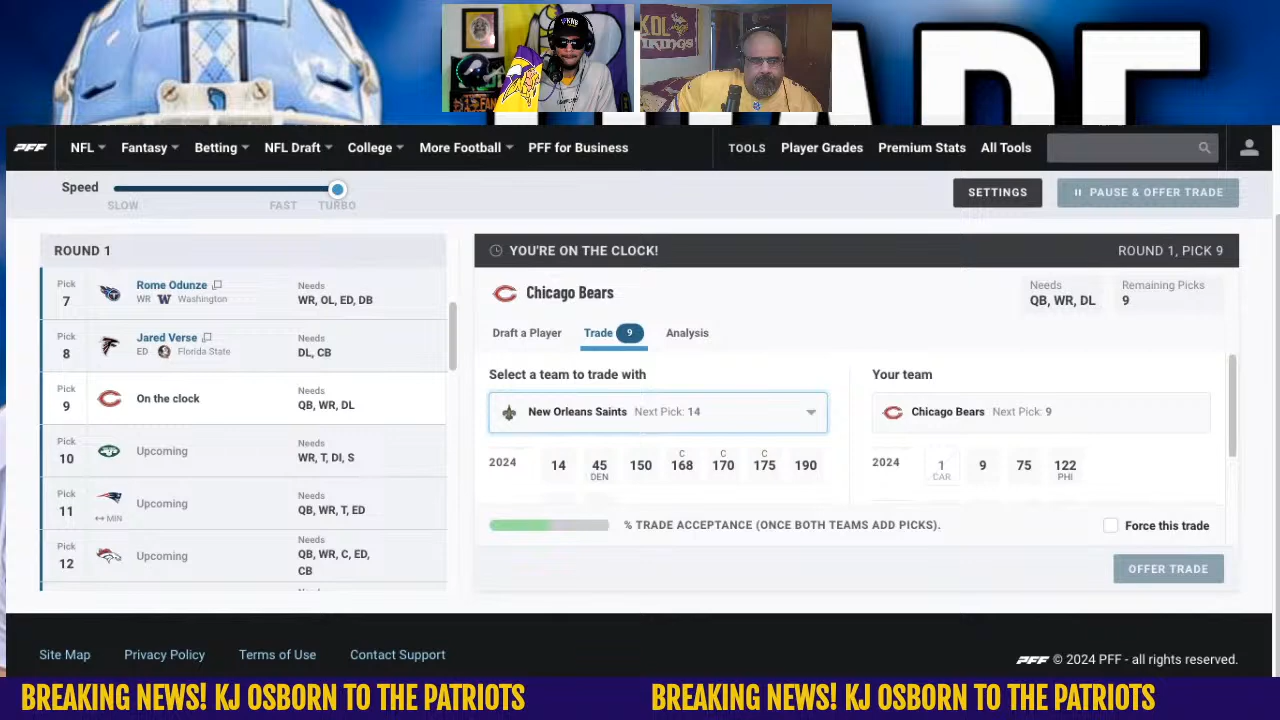 KDL
VIKINGS
PFF
NFL
Fantasy
Betting
NFL Draft
College
More Football
PFF for Business
TOOLS
Player Grades
Premium Stats
All Tools
Speed
SLOW
FAST
TURBO
SETTINGS
PAUSE & OFFER TRADE
ROUND 1
Pick
7
Rome Odunze
WR W Washington
Needs
WR, OL, ED, DB
Pick
8
Jared Verse
ED Florida State
Needs
DL, CB
Pick
9
On the clock
Needs
QB, WR, DL
Pick
10
Upcoming
Needs
WR, T, DI, S
Pick
11
MIN
Upcoming
Needs
QB, WR, T, ED
Pick
12
Upcoming
Needs
QB, WR, C, ED,
CB
YOU'RE ON THE CLOCK!
ROUND 1, PICK 9
Chicago Bears
Needs
QB, WR, DL
Remaining Picks
9
Draft a Player
Trade 9
Analysis
Select a team to trade with
New Orleans Saints Next Pick: 14
2024 14 45 DEN 150 C 168 C 170 C 175 190
Your team
Chicago Bears Next Pick: 9
2024 1 CAR 9 75 122 PHI
% TRADE ACCEPTANCE (ONCE BOTH TEAMS ADD PICKS).
Force this trade
OFFER TRADE
Site Map
Privacy Policy
Terms of Use
Contact Support
PFF © 2024 PFF - all rights reserved.
BREAKING NEWS! KJ OSBORN TO THE PATRIOTS
BREAKING NEWS! KJ OSBORN TO THE PATRIOTS